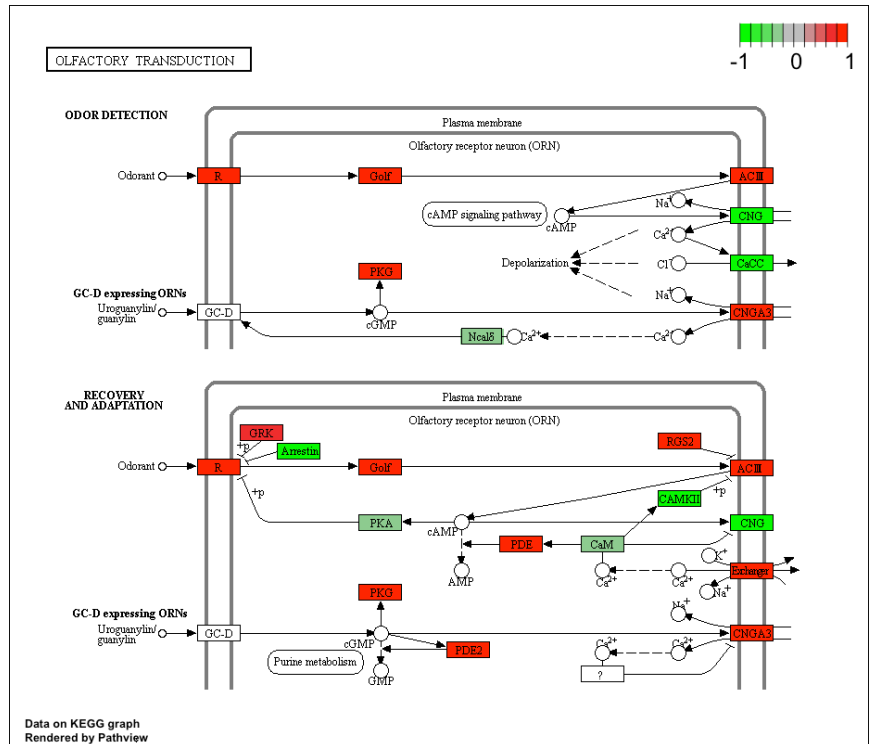 OLFACTORY TRANSDUCTION
-1 0 1
ODOR DETECTION
Plasma membrane
Olfactory receptor neuron (ORN)
Odorant
R
Golf
ACIII
Na+
cAMP signaling pathway
cAMP
CNG
Ca2+
Depolarization
Cl-
CaCC
PKG
GC-D expressing ORNs
Na+
Uroguanylin/
guanylin
GC-D
cGMP
CNGA3
Ncalδ
Ca2+
Ca2+
RECOVERY
AND ADAPTATION
Plasma membrane
Olfactory receptor neuron (ORN)
GRK
+p
Arrestin
RGS2
Odorant
R
Golf
ACIII
+p
+p
CAMKII
PKA
cAMP
CNG
PDE
CaM
K+
AMP
Ca2+
Ca2+
Exchanger
Na+
PKG
GC-D expressing ORNs
Na+
Uroguanylin/
guanylin
GC-D
cGMP
CNGA3
Purine metabolism
PDE2
Ca2+
Ca2+
GMP
?
Data on KEGG graph
Rendered by Pathview